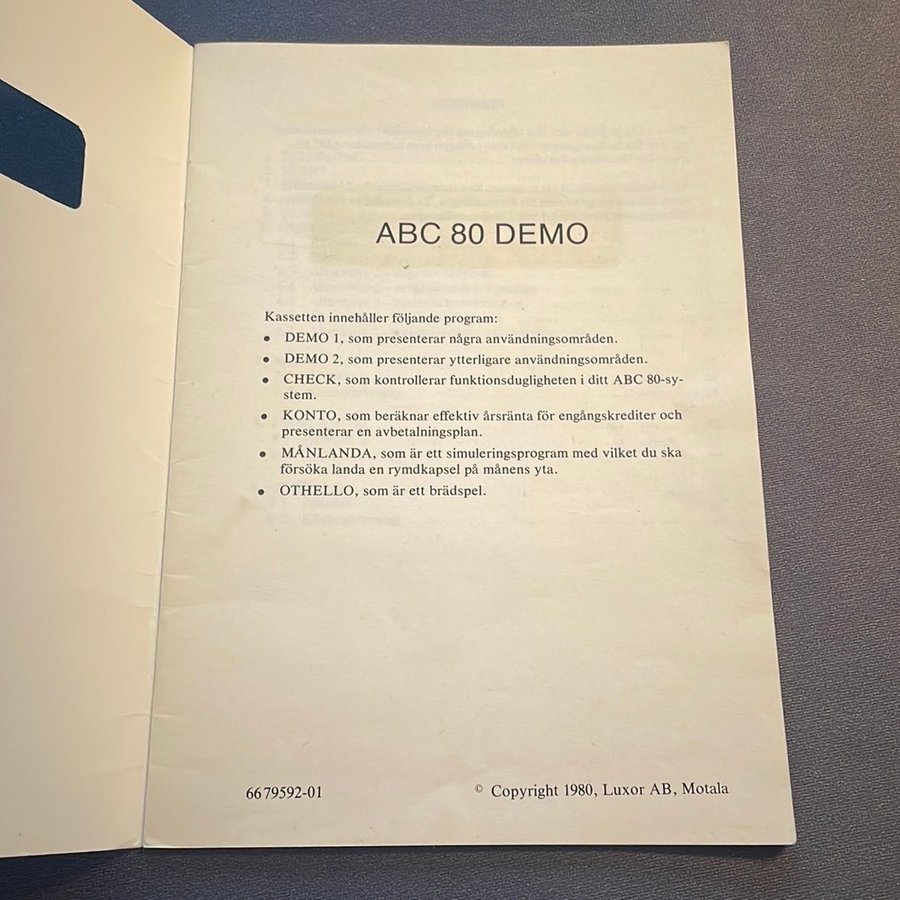 ABC 80 DEMO
Kassetten innehåller följande program:
• DEMO 1, som presenterar några användningsområden.
• DEMO 2, som presenterar ytterligare användningsområden.
• CHECK, som kontrollerar funktionsdugligheten i ditt ABC 80-sy-
stem.
• KONTO, som beräknar effektiv årsränta för engångskrediter och
presenterar en avbetalningsplan.
• MÅNLANDA, som är ett simuleringsprogram med vilket du ska
försöka landa en rymdkapsel på månens yta.
• OTHELLO, som är ett brädspel.
66 79592-01
© Copyright 1980, Luxor AB, Motala